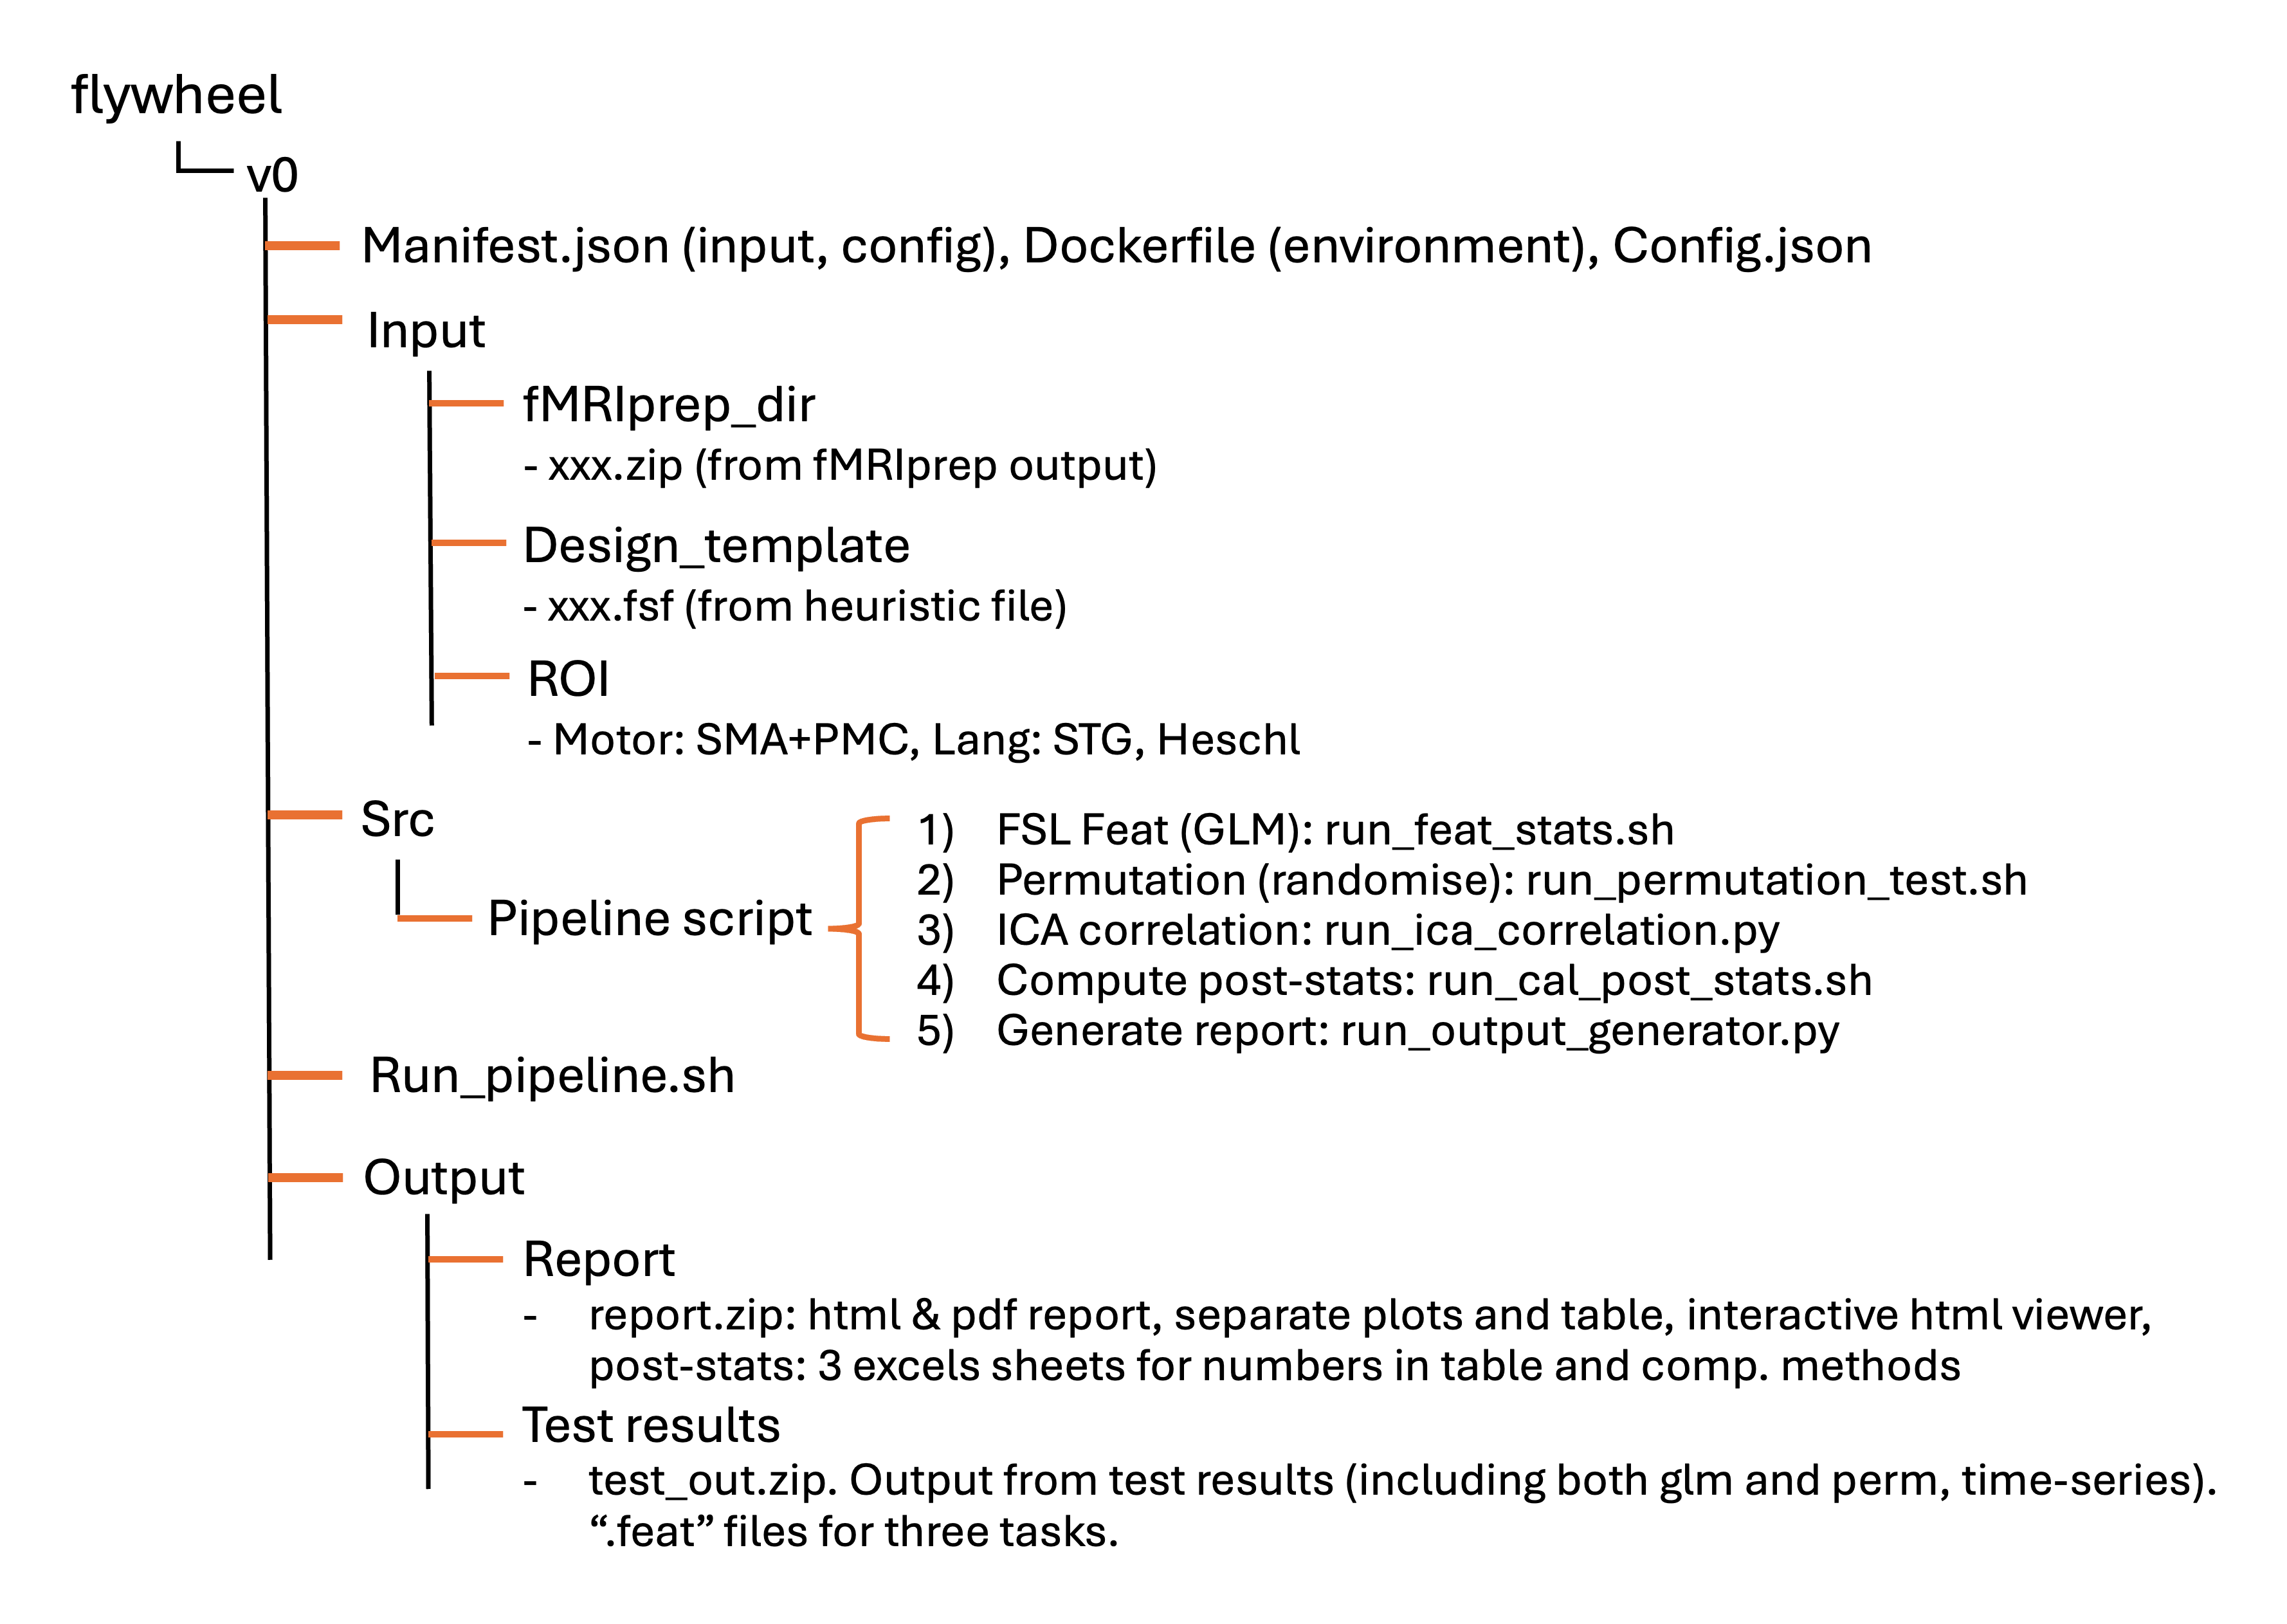 flywheel
v0
Manifest.json (input, config), Dockerfile (environment), Config.json
Input
fMRIprep_dir
- xxx.zip (from fMRIprep output)
Design_template
- xxx.fsf (from heuristic file)
ROI
- Motor: SMA+PMC, Lang: STG, Heschl
Src
Pipeline script
1) FSL Feat (GLM): run_feat_stats.sh
2) Permutation (randomise): run_permutation_test.sh
3) ICA correlation: run_ica_correlation.py
4) Compute post-stats: run_cal_post_stats.sh
5) Generate report: run_output_generator.py
Run_pipeline.sh
Output
Report
- report.zip: html & pdf report, separate plots and table, interactive html viewer,
post-stats: 3 excels sheets for numbers in table and comp. methods
Test results
- test_out.zip. Output from test results (including both glm and perm, time-series).
“.feat” files for three tasks.